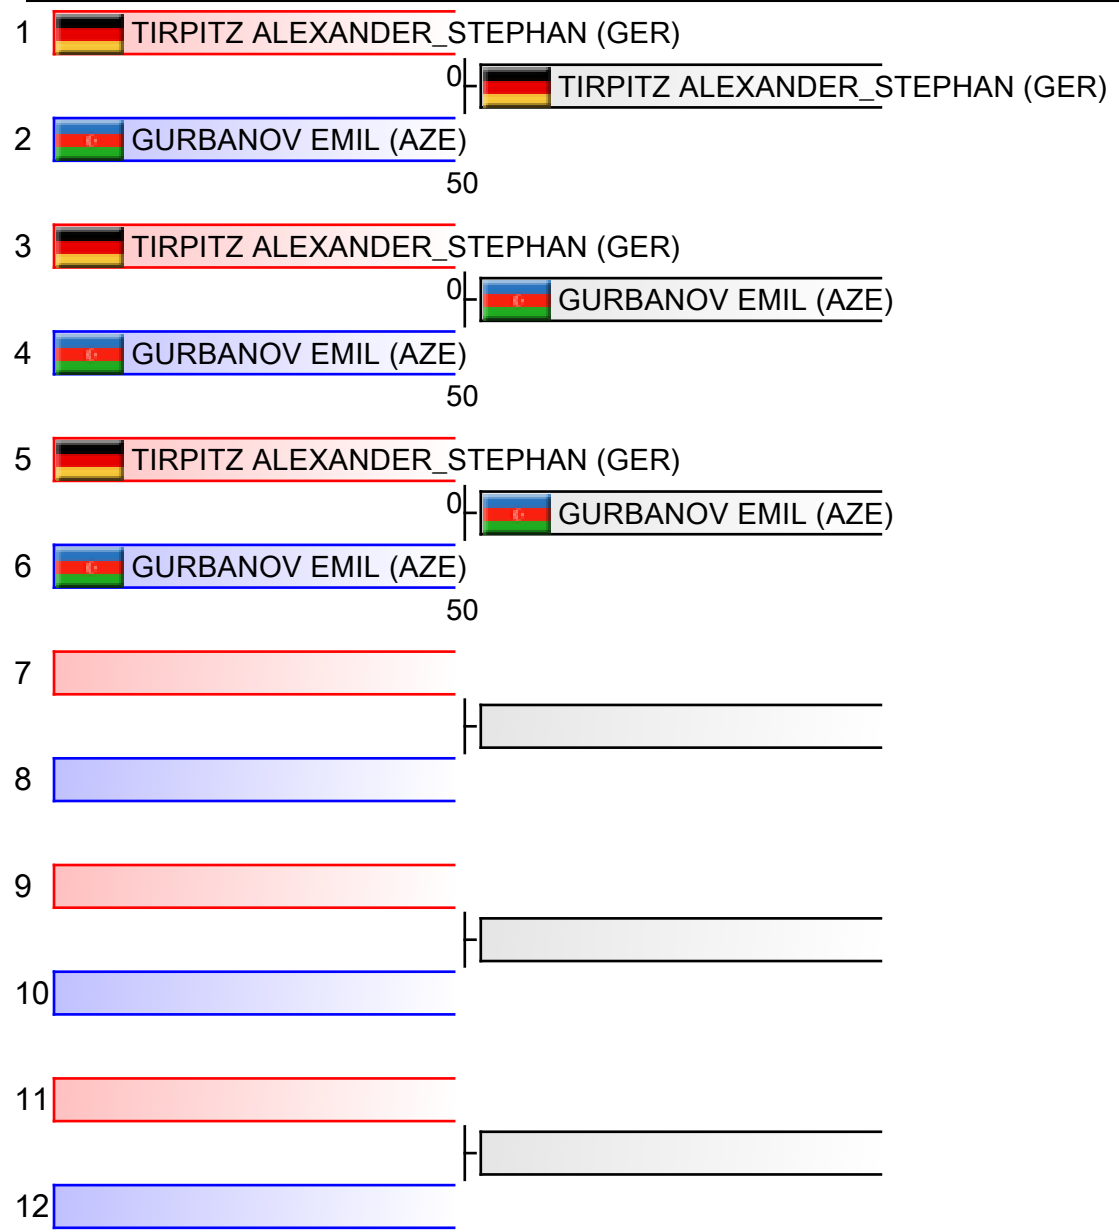 1 TIRPITZ ALEXANDER_STEPHAN (GER)
0 TIRPITZ ALEXANDER_STEPHAN (GER)
2 GURBANOV EMIL (AZE)
50
3 TIRPITZ ALEXANDER_STEPHAN (GER)
0 GURBANOV EMIL (AZE)
4 GURBANOV EMIL (AZE)
50
5 TIRPITZ ALEXANDER_STEPHAN (GER)
0 GURBANOV EMIL (AZE)
6 GURBANOV EMIL (AZE)
50
7
8
9
10
11
12